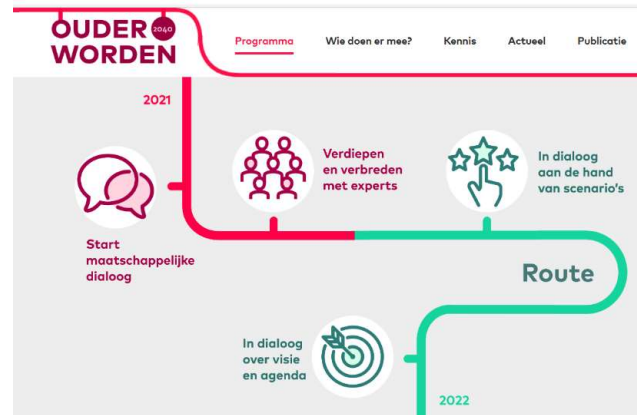 OUDER 2040
WORDEN
Programma Wie doen er mee? Kennis Actueel Publicatie
2021
Start
maatschappelijke
dialoog
Verdiepen
en verbreden
met experts
In dialoog
aan de hand
van scenario's
Route
In dialoog
over visie
en agenda
2022